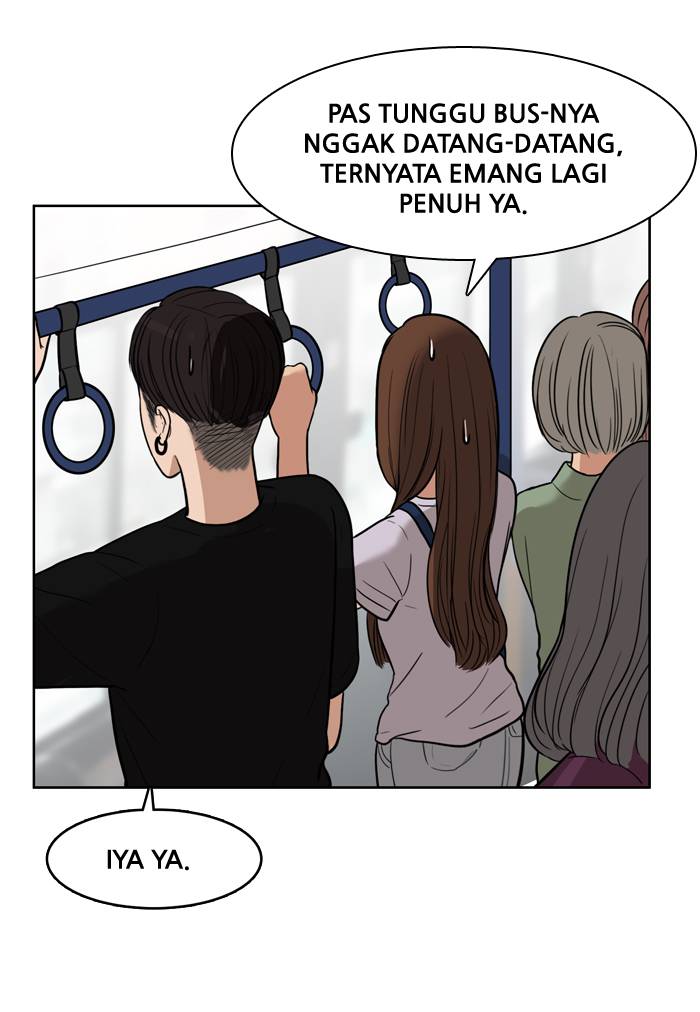 PAS TUNGGU BUS-NYA
NGGAK DATANG-DATANG,
TERNYATA EMANG LAGI
PENUH YA.
IYA YA.